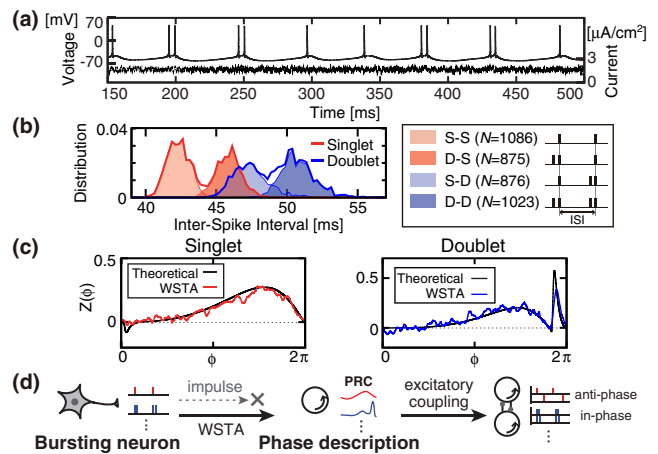 (a)
[mV]
70
0
-70
Voltage
[μA/cm²]
3
0
Current
150 200 250 300 350 400 450 500
Time [ms]
(b)
Distribution
0.04
0
Singlet
Doublet
40 45 50 55
Inter-Spike Interval [ms]
S-S (N=1086)
D-S (N=875)
S-D (N=876)
D-D (N=1023)
ISI
(c)
Singlet
Z(ϕ)
0.5
0
Theoretical
WSTA
0 ϕ 2π
Doublet
0.5
0
Theoretical
WSTA
0 ϕ 2π
(d)
impulse
WSTA
Bursting neuron
PRC
Phase description
excitatory
coupling
anti-phase
in-phase